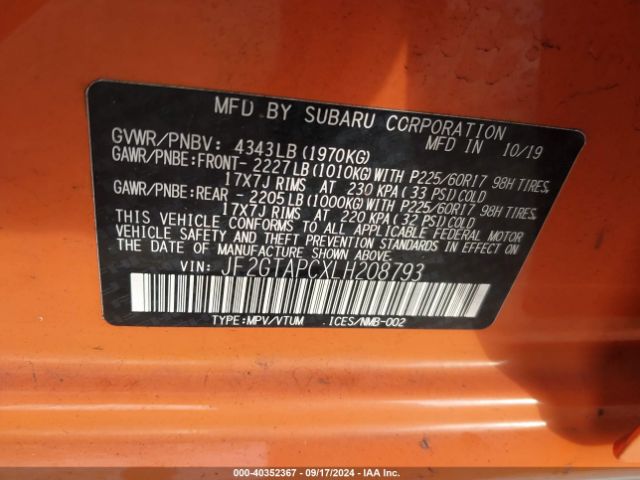 MFD BY SUBARU CORPORATION
MFD IN 10/19
GVWR/PNBV: 4343LB (1970KG)
GAWR/PNBE:FRONT- 2227LB(1010KG)WITH P225/60R17 98H TIRES,
17X7J RIMS AT 230 KPA(33 PSI)COLD
GAWR/PNBE:REAR - 2205LB(1000KG)WITH P225/60R17 98H TIRES,
17X7J RIMS AT 220 KPA(32 PSI)COLD
THIS VEHICLE CONFORMS TO ALL APPLICABLE FEDERAL MOTOR
VEHICLE SAFETY AND THEFT PREVENTION STANDARDS IN EFFECT ON
THE DATE OF MANUFACTURE SHOWN ABOVE.
VIN: JF2GTAPCXLH208793
TYPE:MPV/VTUM .ICES/NMB-002
000-40352367 - 09/17/2024 - IAAI.COM